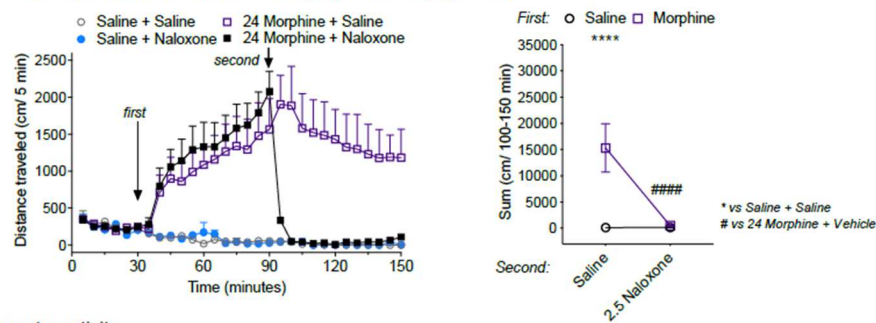 Saline + Saline
24 Morphine + Saline
Saline + Naloxone
24 Morphine + Naloxone
second
first
2500
2000
1500
1000
500
0
Distance traveled (cm/ 5 min)
0 30 60 90 120 150
Time (minutes)
First: Saline Morphine
****
35000
30000
25000
20000
15000
10000
5000
0
Sum (cm/ 100-150 min)
####
* vs Saline + Saline
# vs 24 Morphine + Vehicle
Second:
Saline
2.5 Naloxone